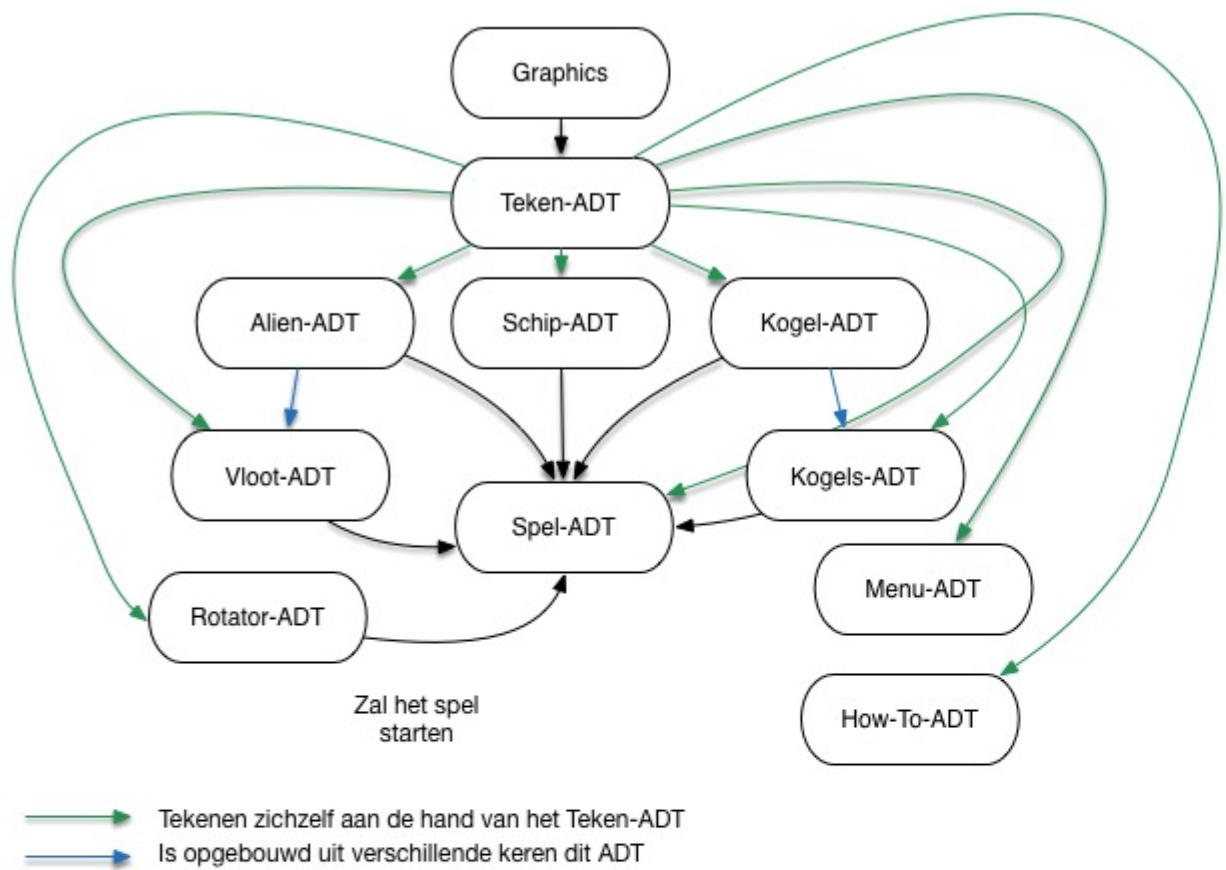 Graphics
Teken-ADT
Alien-ADT
Schip-ADT
Kogel-ADT
Vloot-ADT
Kogels-ADT
Spel-ADT
Menu-ADT
Rotator-ADT
How-To-ADT
Zal het spel
starten
Tekenen zichzelf aan de hand van het Teken-ADT
Is opgebouwd uit verschillende keren dit ADT